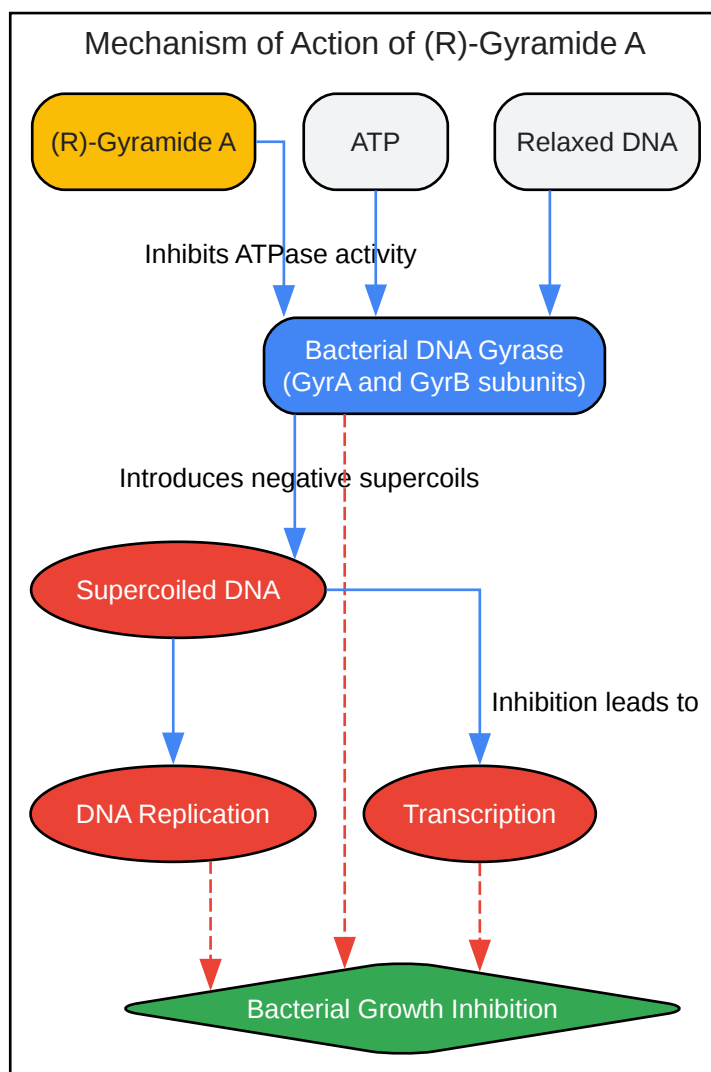 Mechanism of Action of (R)-Gyramide A
(R)-Gyramide A
ATP
Relaxed DNA
Inhibits ATPase activity
Bacterial DNA Gyrase
(GyrA and GyrB subunits)
Introduces negative supercoils
Supercoiled DNA
Inhibition leads to
DNA Replication
Transcription
Bacterial Growth Inhibition